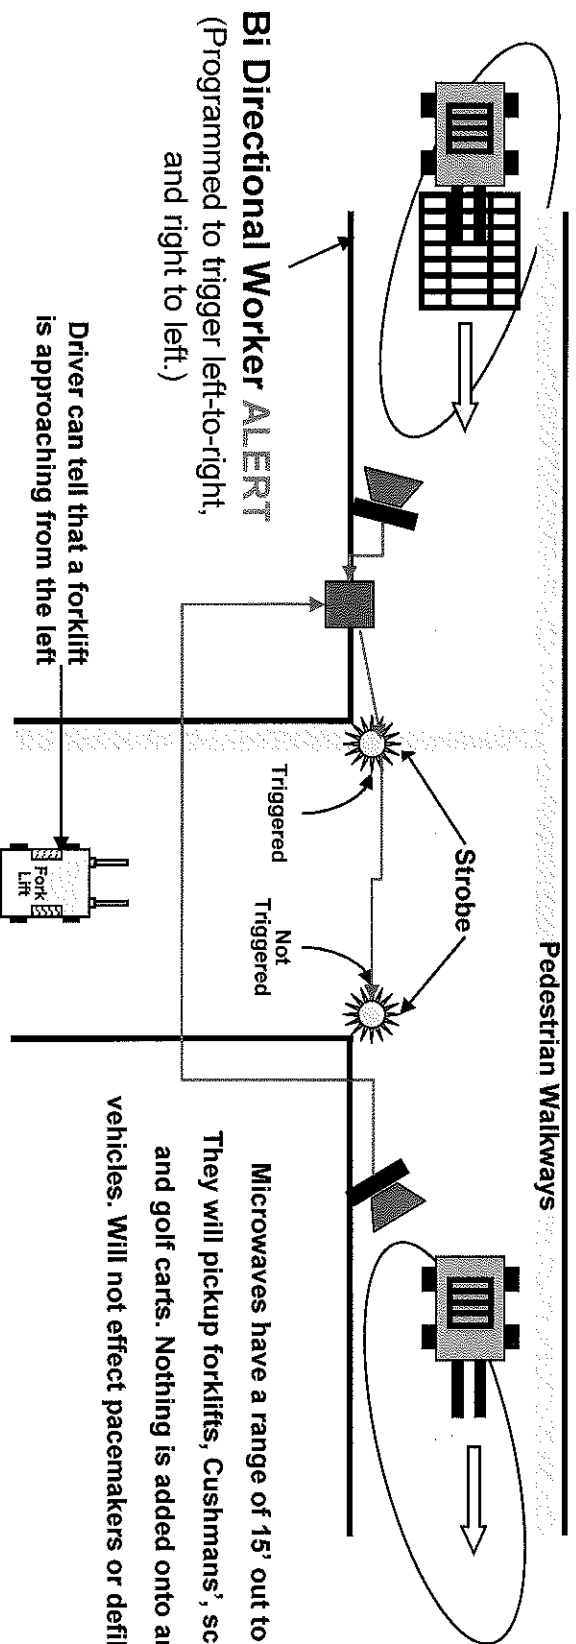 Pedestrian Walkways
Strobe
Triggered
Not
Triggered
Bi Directional Worker ALERT
(Programmed to trigger left-to-right,
and right to left.)
Driver can tell that a forklift
is approaching from the left
Fork
Lift
Microwaves have a range of 15' out to
They will pickup forklifts, Cushmans',
and golf carts. Nothing is added onto
vehicles. Will not effect pacemakers or